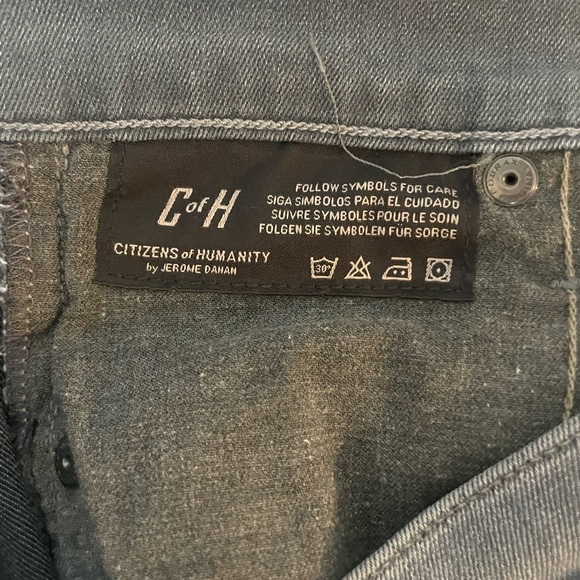 C of H
CITIZENS of HUMANITY
by JEROME DAHAN
FOLLOW SYMBOLS FOR CARE
SIGA SIMBOLOS PARA EL CUIDADO
SUIVRE SYMBOLES POUR LE SOIN
FOLGEN SIE SYMBOLEN FÜR SORGE
30°